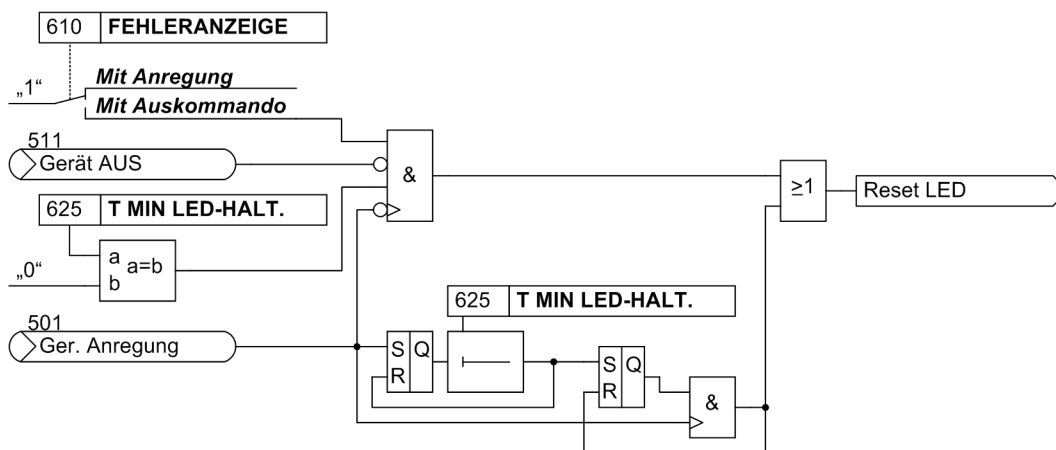 610 FEHLERANZEIGE
Mit Anregung
„1“
Mit Auskommando
511
Gerät AUS
&
≥1
Reset LED
625 T MIN LED-HALT.
a
a=b
„0“
b
625 T MIN LED-HALT.
501
Ger. Anregung
S Q
R
S Q
R
&